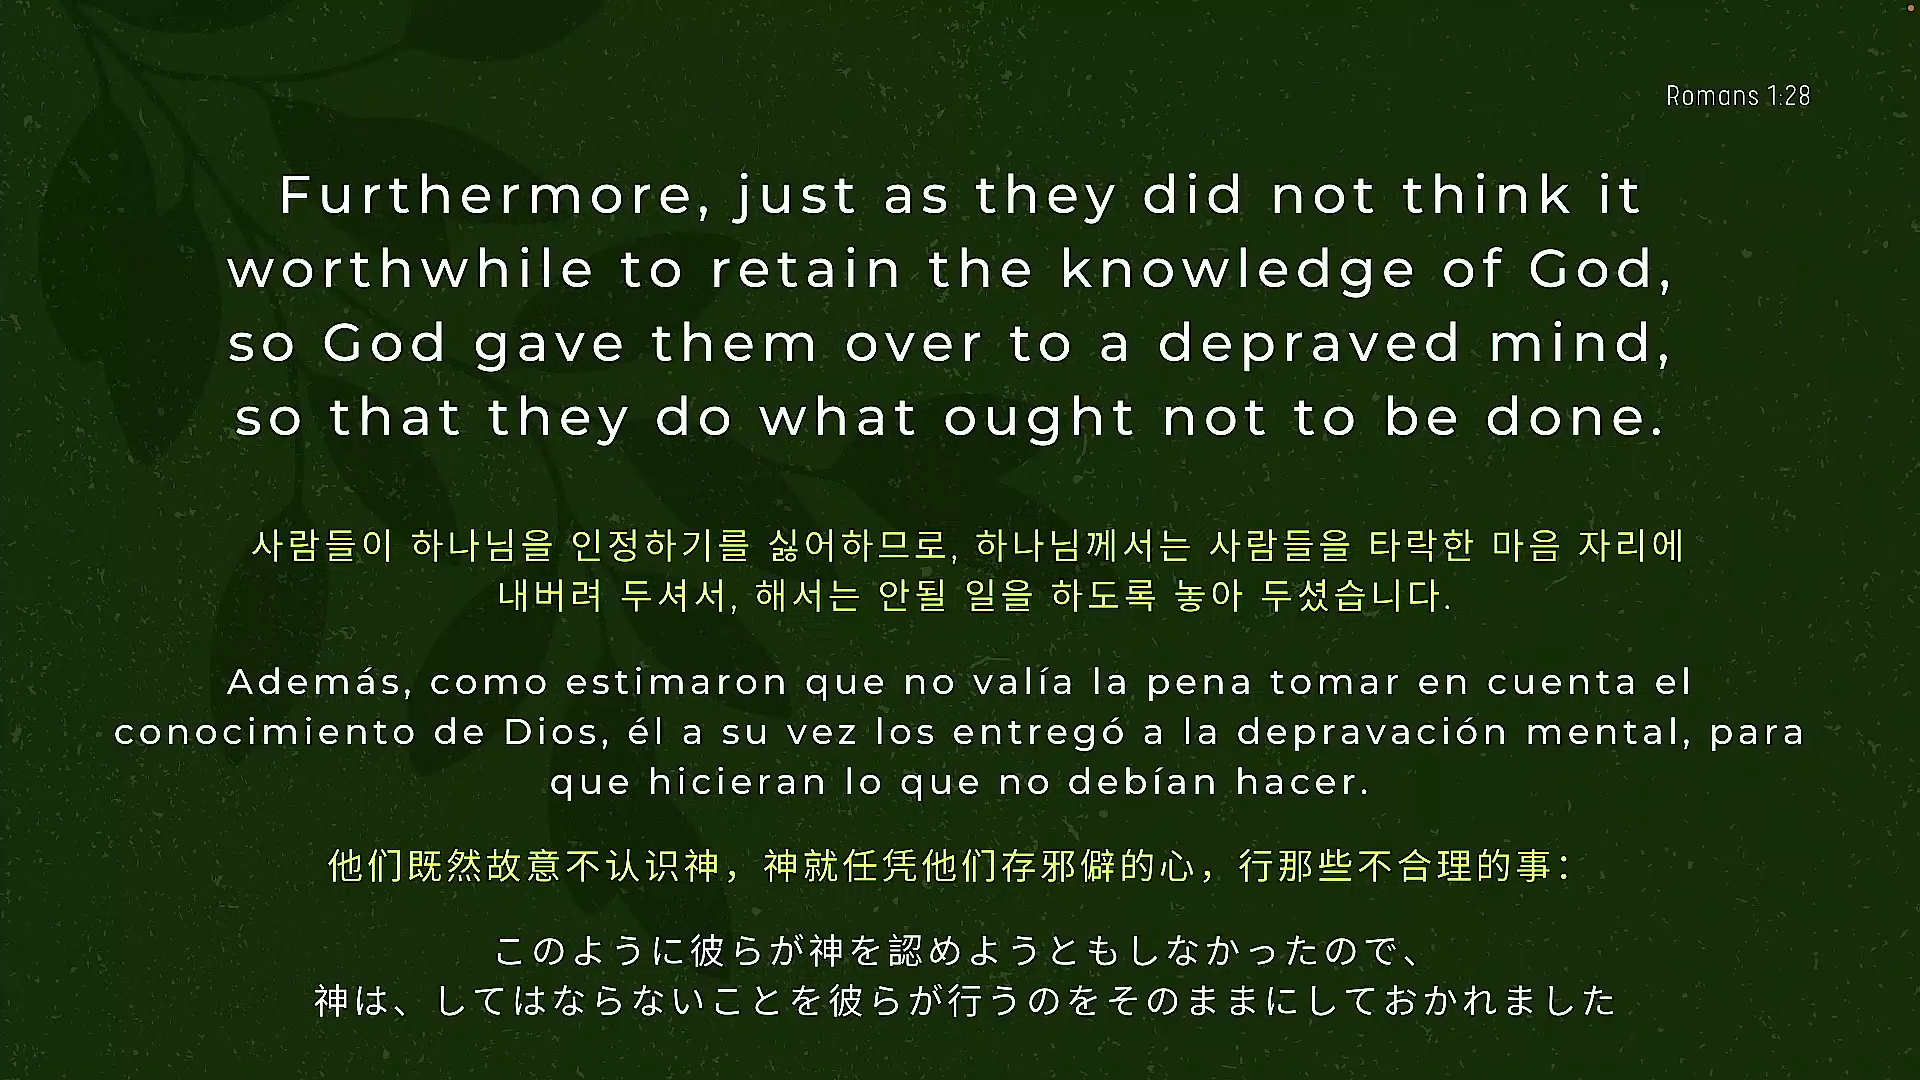 Romans 1:28
Furthermore, just as they did not think it
worthwhile to retain the knowledge of God,
so God gave them over to a depraved mind,
so that they do what ought not to be done.
사람들이 하나님을 인정하기를 싫어하므로, 하나님께서는 사람들을 타락한 마음 자리에
내버려 두셔서, 해서는 안될 일을 하도록 놓아 두셨습니다.
Además, como estimaron que no valía la pena tomar en cuenta el
conocimiento de Dios, él a su vez los entregó a la depravación mental, para
que hicieran lo que no debían hacer.
他们既然故意不认识神，神就任凭他们存邪僻的心，行那些不合理的事：
このように彼らが神を認めようともしなかったので、
神は、してはならないことを彼らが行うのをそのままにしておかれました